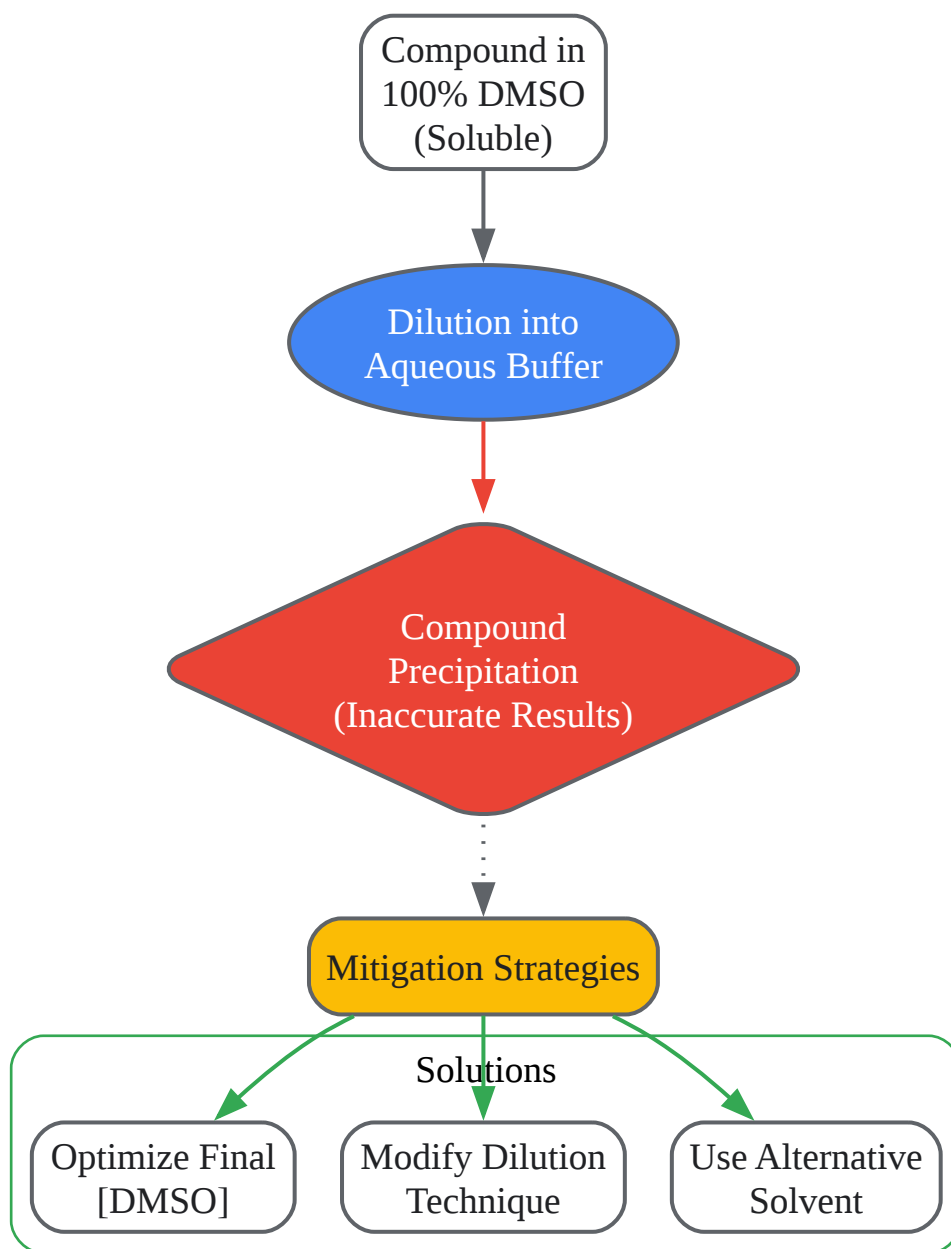 Compound in
100% DMSO
(Soluble)
Dilution into
Aqueous Buffer
Compound
Precipitation
(Inaccurate Results)
Mitigation Strategies
Solutions
Optimize Final
[DMSO]
Modify Dilution
Technique
Use Alternative
Solvent